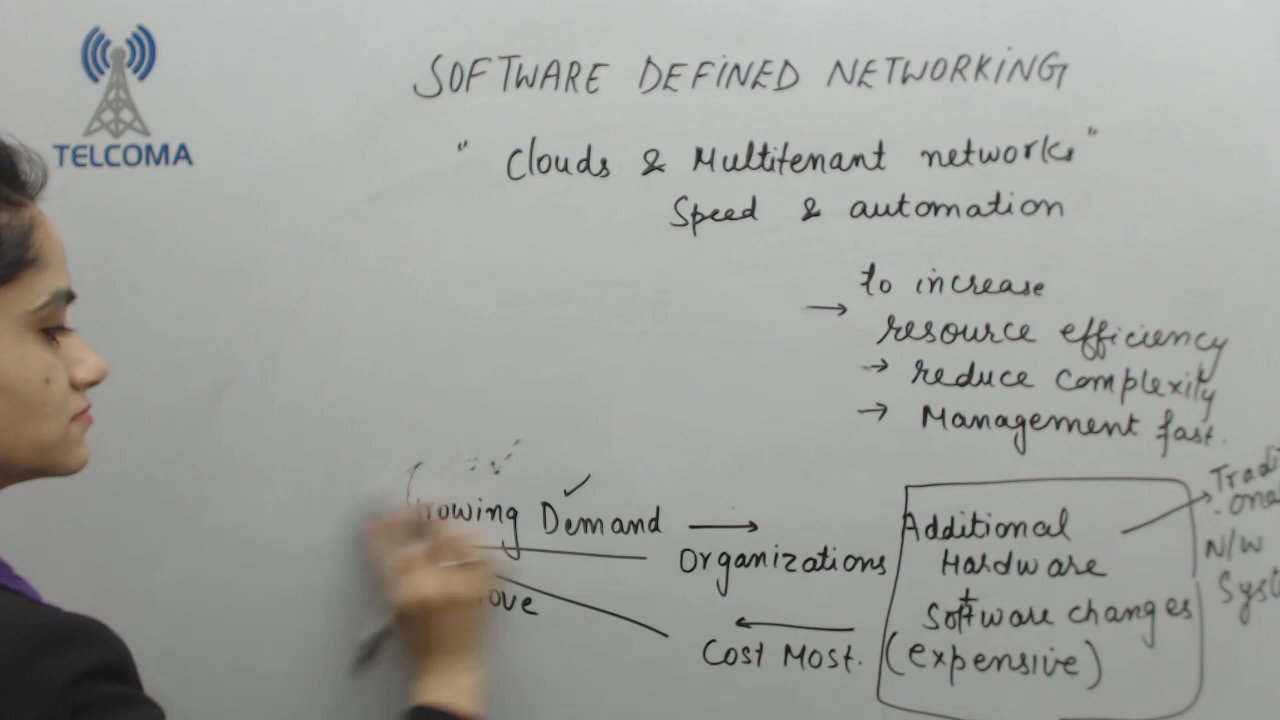 TELCOMA
SOFTWARE DEFINED NETWORKING
" Clouds & Multitenant networks "
Speed & automation
→ to increase
resource efficiency
→ reduce complexity
→ Management fast.
rowing Demand →
Organizations
ove
Cost Most.
Additional
Hardware
+
Software changes
(expensive)
N/W